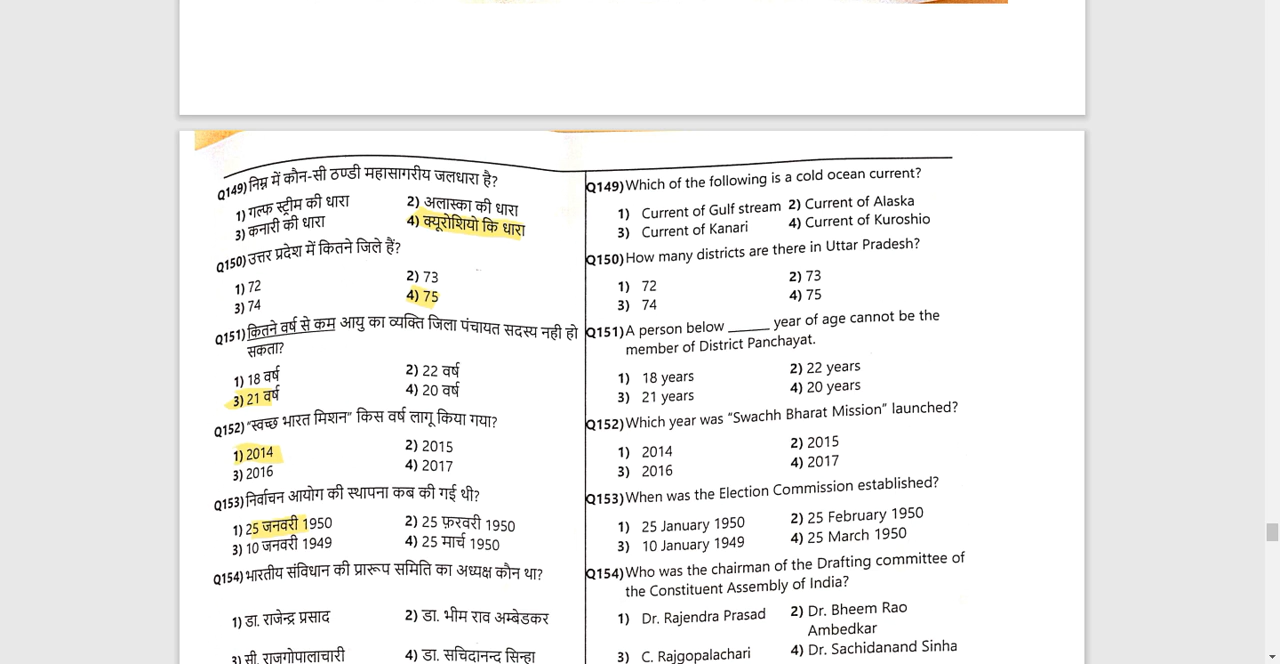 Q149) निम्न में कौन-सी ठण्डी महासागरीय जलधारा है?
1) गल्फ स्ट्रीम की धारा 2) अलास्का की धारा
3) कनारी की धारा 4) क्यूरोशियो कि धारा
Q150) उत्तर प्रदेश में कितने जिले हैं?
1) 72 2) 73
3) 74 4) 75
Q151) कितने वर्ष से कम आयु का व्यक्ति जिला पंचायत सदस्य नही हो
सकता?
1) 18 वर्ष 2) 22 वर्ष
3) 21 वर्ष 4) 20 वर्ष
Q152) "स्वच्छ भारत मिशन" किस वर्ष लागू किया गया?
1) 2014 2) 2015
3) 2016 4) 2017
Q153) निर्वाचन आयोग की स्थापना कब की गई थी?
1) 25 जनवरी 1950 2) 25 फ़रवरी 1950
3) 10 जनवरी 1949 4) 25 मार्च 1950
Q154) भारतीय संविधान की प्रारूप समिति का अध्यक्ष कौन था?
1) डा. राजेन्द्र प्रसाद 2) डा. भीम राव अम्बेडकर
3) सी. राजगोपालाचारी 4) डा. सचिदानन्द सिन्हा
Q149) Which of the following is a cold ocean current?
1) Current of Gulf stream 2) Current of Alaska
3) Current of Kanari 4) Current of Kuroshio
Q150) How many districts are there in Uttar Pradesh?
1) 72 2) 73
3) 74 4) 75
Q151) A person below ______ year of age cannot be the
member of District Panchayat.
1) 18 years 2) 22 years
3) 21 years 4) 20 years
Q152) Which year was "Swachh Bharat Mission" launched?
1) 2014 2) 2015
3) 2016 4) 2017
Q153) When was the Election Commission established?
1) 25 January 1950 2) 25 February 1950
3) 10 January 1949 4) 25 March 1950
Q154) Who was the chairman of the Drafting committee of
the Constituent Assembly of India?
1) Dr. Rajendra Prasad 2) Dr. Bheem Rao
Ambedkar
3) C. Rajgopalachari 4) Dr. Sachidanand Sinha